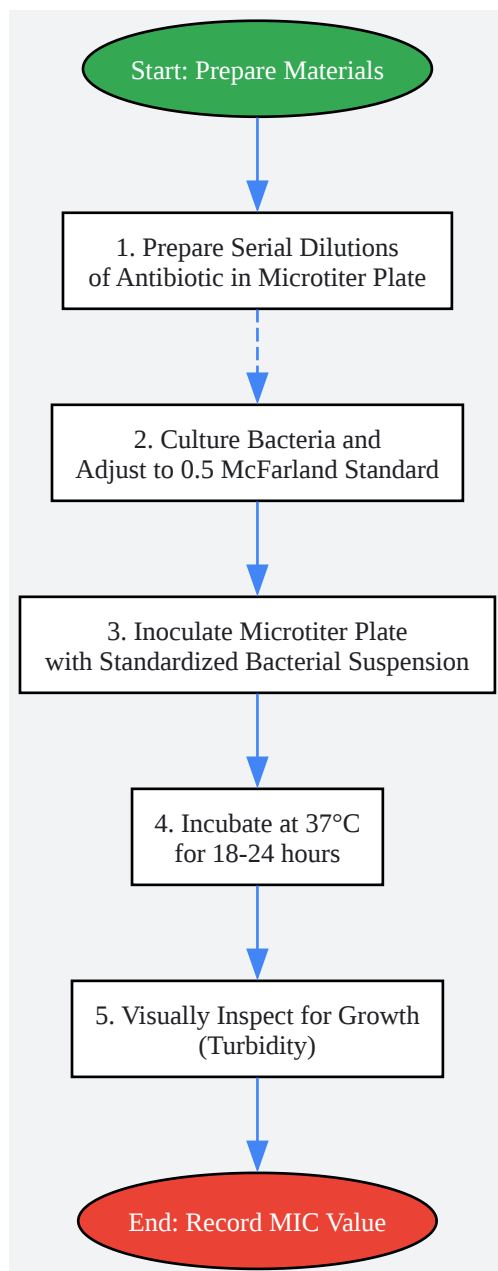 Start: Prepare Materials
1. Prepare Serial Dilutions
of Antibiotic in Microtiter Plate
2. Culture Bacteria and
Adjust to 0.5 McFarland Standard
3. Inoculate Microtiter Plate
with Standardized Bacterial Suspension
4. Incubate at 37°C
for 18-24 hours
5. Visually Inspect for Growth
(Turbidity)
End: Record MIC Value